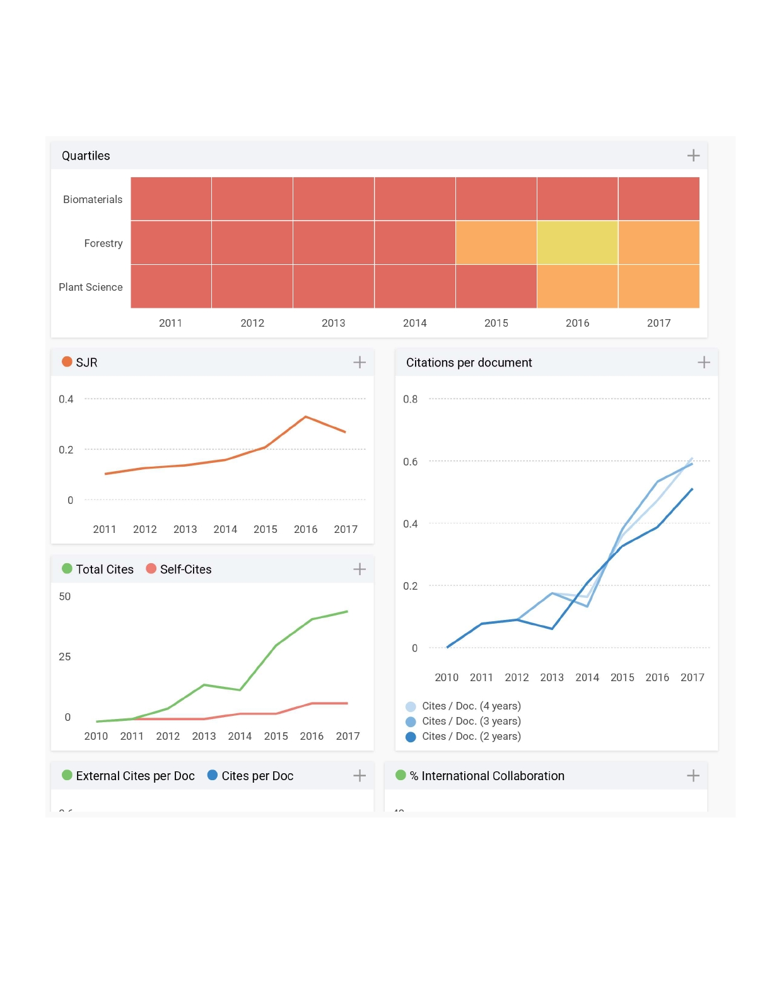 Quartiles
Biomaterials
Forestry
Plant Science
2011 2012 2013 2014 2015 2016 2017
SJR
0.4
0.2
0
2011 2012 2013 2014 2015 2016 2017
Citations per document
0.8
0.6
0.4
0.2
0
2010 2011 2012 2013 2014 2015 2016 2017
Cites / Doc. (4 years)
Cites / Doc. (3 years)
Cites / Doc. (2 years)
Total Cites Self-Cites
50
25
0
2010 2011 2012 2013 2014 2015 2016 2017
External Cites per Doc Cites per Doc
% International Collaboration